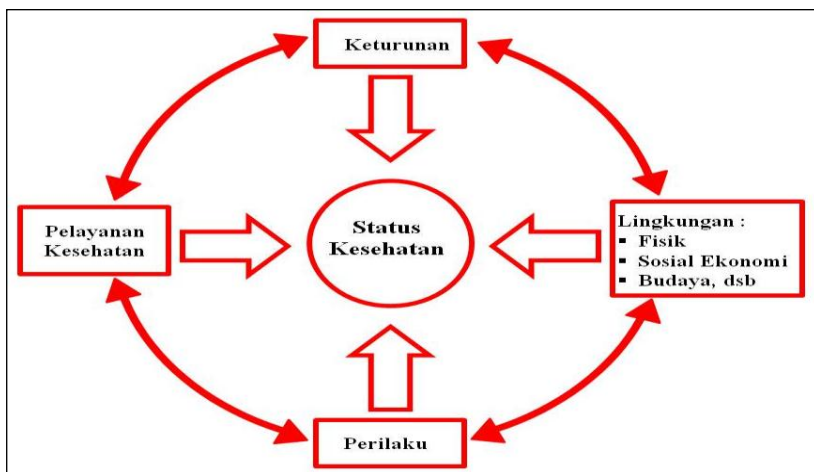 Keturunan
Pelayanan
Kesehatan
Status
Kesehatan
Lingkungan :
▪ Fisik
▪ Sosial Ekonomi
▪ Budaya, dsb
Perilaku